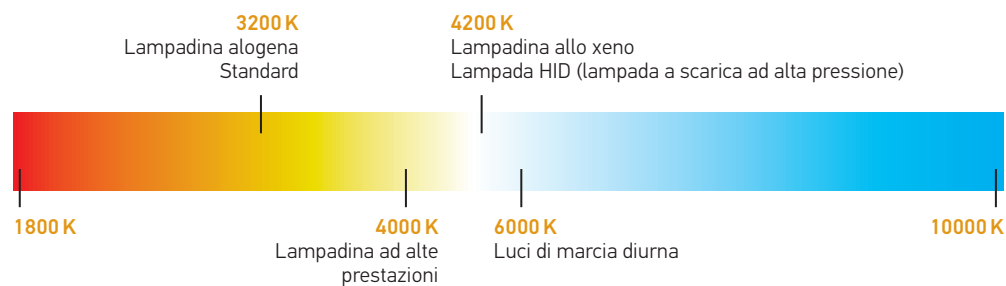 3200 K
Lampadina alogena
Standard
4200 K
Lampadina allo xeno
Lampada HID (lampada a scarica ad alta pressione)
1800 K
4000 K
Lampadina ad alte
prestazioni
6000 K
Luci di marcia diurna
10000 K